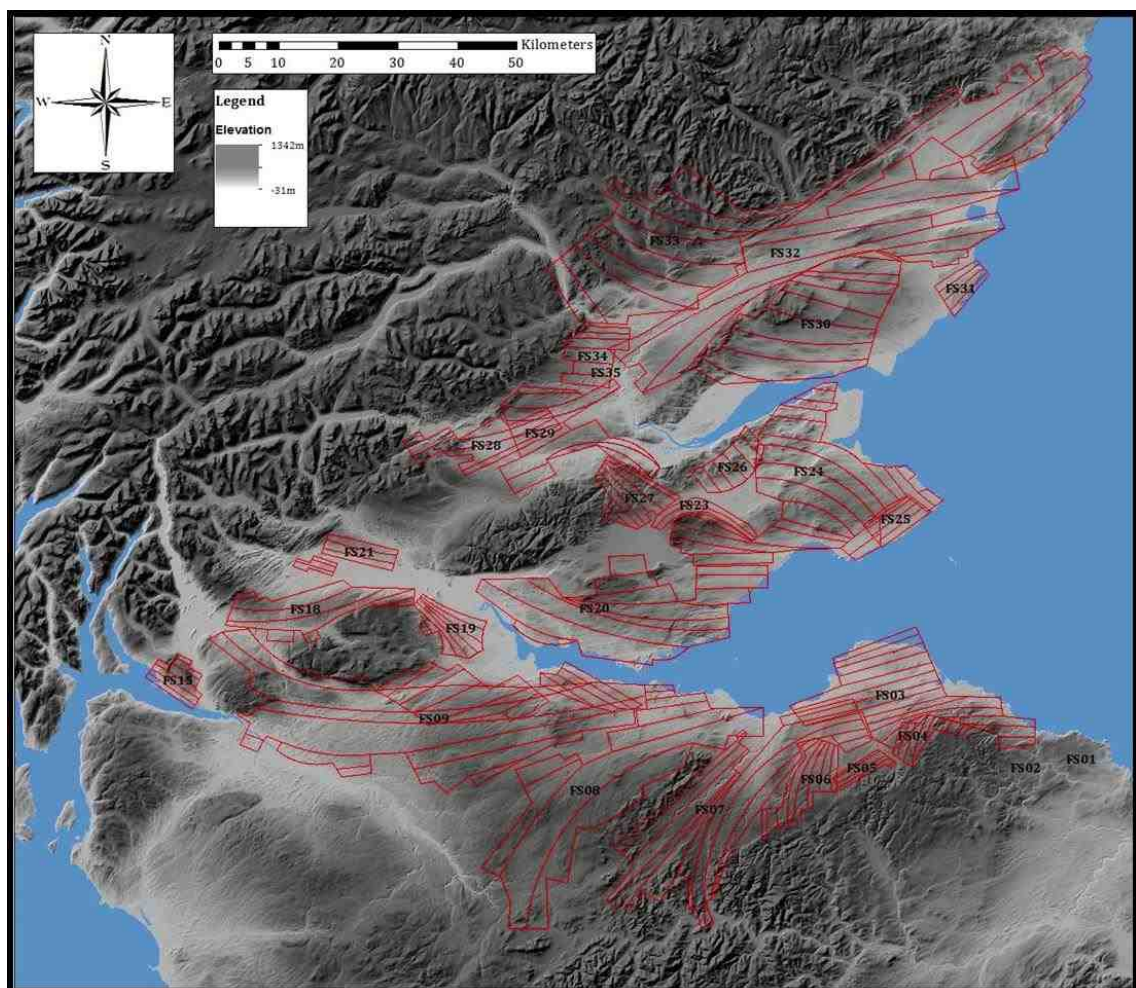 N
W E
S
Kilometers
0 5 10 20 30 40 50
Legend
Elevation
1342m
-31m
FS33
FS32
FS31
FS30
FS34
FS35
FS29
FS28
FS26
FS24
FS27
FS23
FS25
FS21
FS20
FS18
FS19
FS15
FS03
FS09
FS04
FS01
FS02
FS05
FS06
FS08
FS07